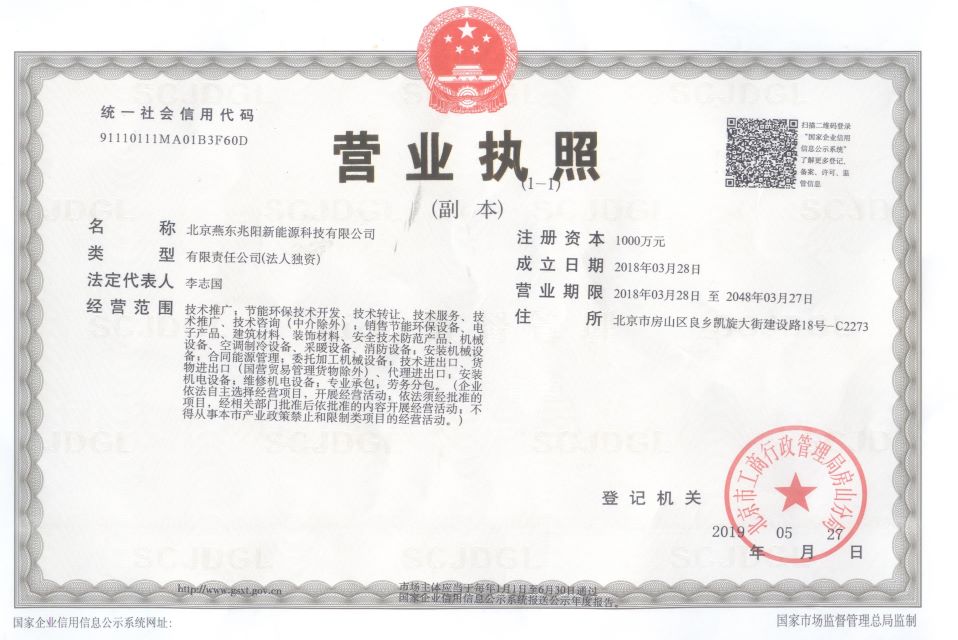 统一社会信用代码
91110111MA01B3F60D
营业执照
(1-1)
(副 本)
扫描二维码登录
“国家企业信用
信息公示系统”
了解更多登记、
备案、许可、监
管信息
名 称 北京燕东兆阳新能源科技有限公司
类 型 有限责任公司(法人独资)
法定代表人 李志国
经营范围 技术推广；节能环保技术开发、技术转让、技术服务、技
术推广、技术咨询（中介除外）；销售节能环保设备、电
子产品、建筑材料、装饰材料、安全技术防范产品、机械
设备、空调制冷设备、采暖设备、消防设备；安装机械设
备；合同能源管理；委托加工机械设备；技术进出口、货
物进出口（国营贸易管理货物除外）、代理进出口；安装
机电设备；维修机电设备；专业承包；劳务分包。（企业
依法自主选择经营项目，开展经营活动；依法须经批准的
项目，经相关部门批准后依批准的内容开展经营活动；不
得从事本市产业政策禁止和限制类项目的经营活动。）
注册资本 1000万元
成立日期 2018年03月28日
营业期限 2018年03月28日 至 2048年03月27日
住 所 北京市房山区良乡凯旋大街建设路18号-C2273
登记机关
北京市工商行政管理局房山分局
2019 05 27
年 月 日
http://www.gsxt.gov.cn
市场主体应当于每年1月1日至6月30日通过
国家企业信用信息公示系统报送公示年度报告。
国家企业信用信息公示系统网址：
国家市场监督管理总局监制
SCJDGL